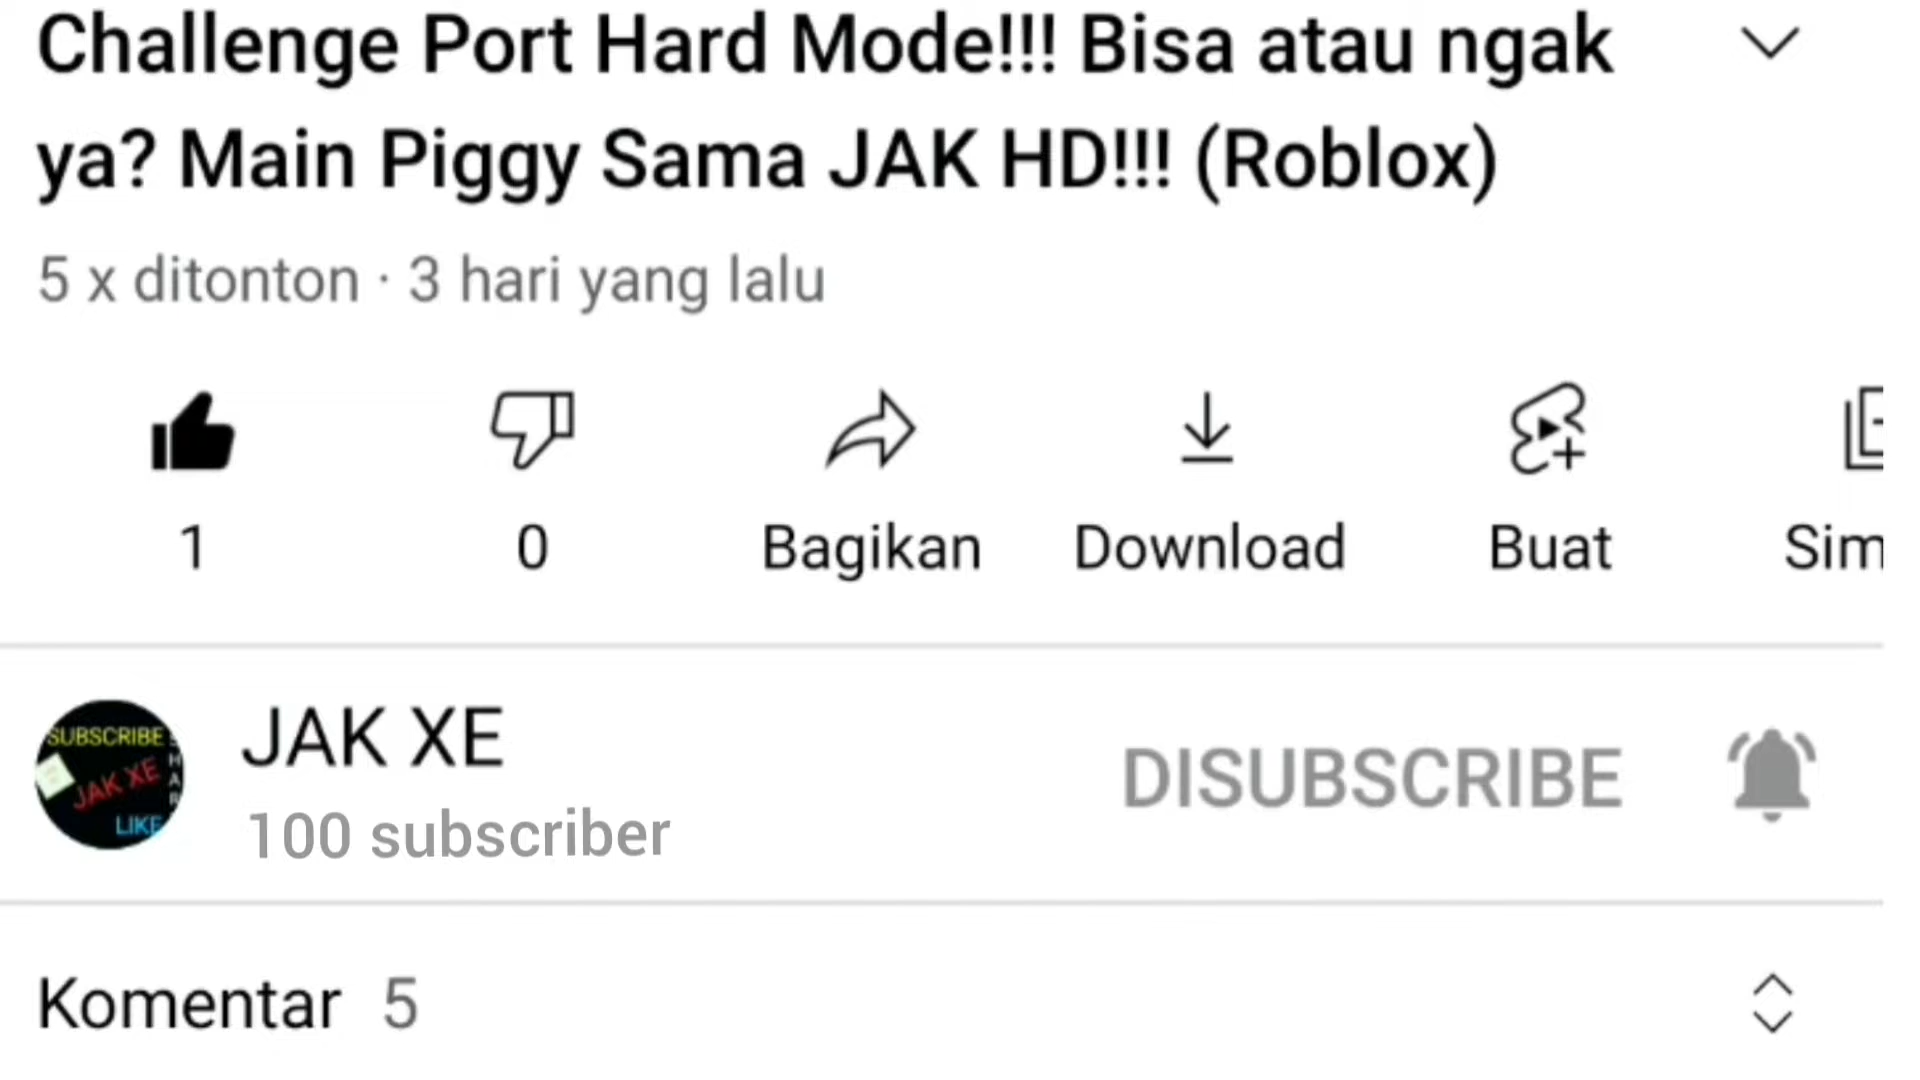 Challenge Port Hard Mode!!! Bisa atau ngak
ya? Main Piggy Sama JAK HD!!! (Roblox)
5 x ditonton · 3 hari yang lalu
1
0
Bagikan
Download
Buat
Sim
SUBSCRIBE
SHAR
JAK XE
LIKE
JAK XE
100 subscriber
DISUBSCRIBE
Komentar 5